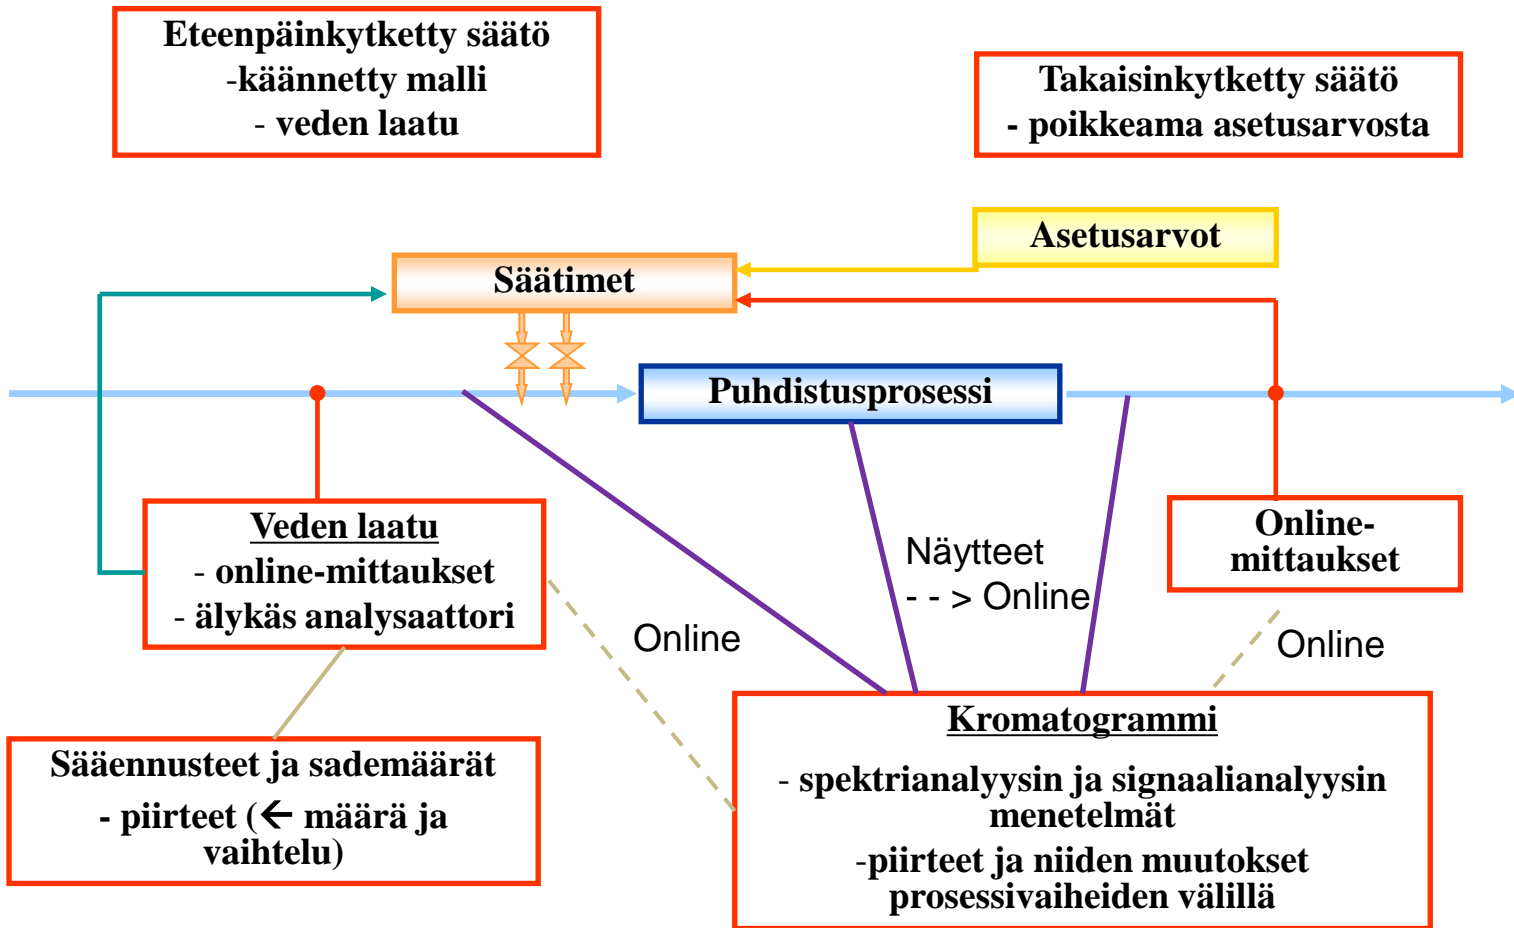 Eteenpäinkytketty säätö
-käännetty malli
- veden laatu
Takaisinkytketty säätö
- poikkeama asetusarvosta
Asetusarvot
Säätimet
Puhdistusprosessi
Veden laatu
- online-mittaukset
- älykäs analysaattori
Näytteet
- - > Online
Online-
mittaukset
Online
Online
Sääennusteet ja sademäärät
- piirteet (← määrä ja
vaihtelu)
Kromatogrammi
- spektrianalyysin ja signaalianalyysin
menetelmät
-piirteet ja niiden muutokset
prosessivaiheiden välillä